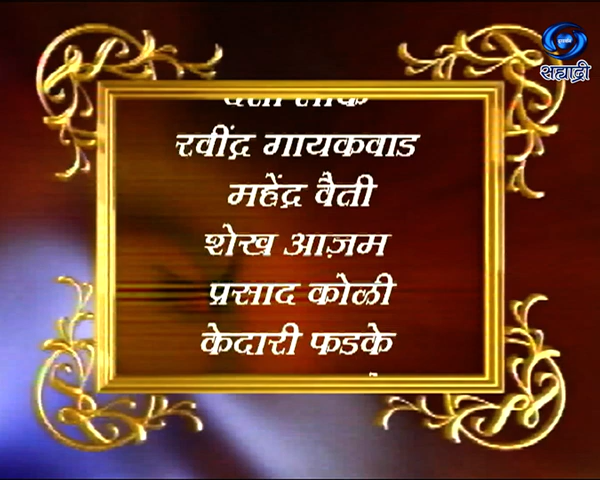 सह्याद्री
रवींद्र गायकवाड
महेंद्र वैती
शेख आज़म
प्रसाद कोळी
केदारी फडके